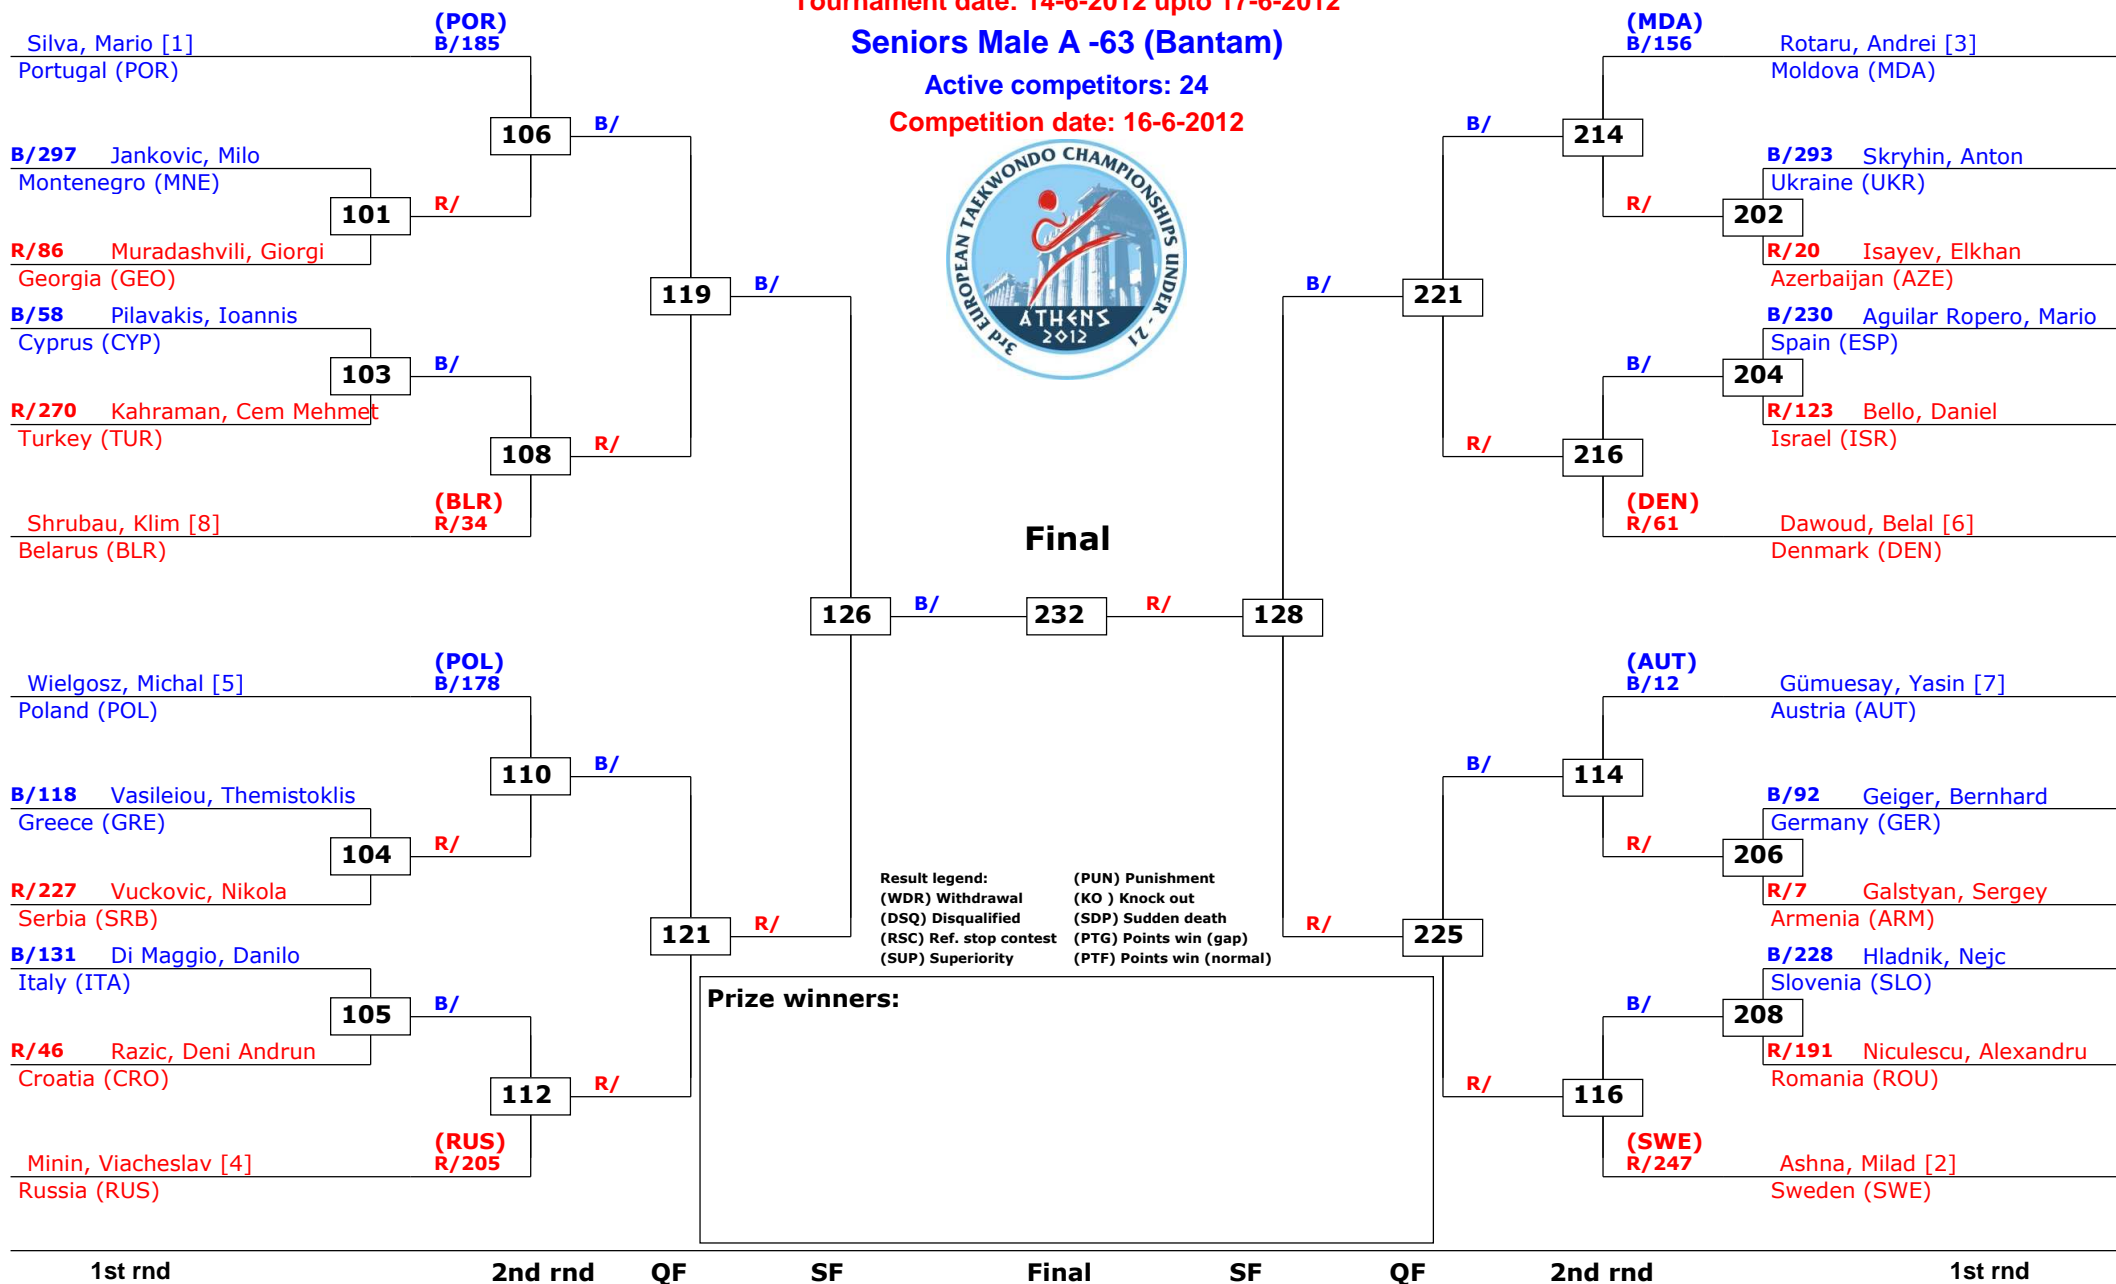 Tournament date: 14-6-2012 upto 17-6-2012
Seniors Male A -63 (Bantam)
Active competitors: 24
Competition date: 16-6-2012
3rd EUROPEAN TAEKWONDO CHAMPIONSHIPS UNDER - 21
ATHENS
2012
(POR)
Silva, Mario [1] B/185
Portugal (POR)
106
B/
B/297 Jankovic, Milo
Montenegro (MNE)
101
R/
R/86 Muradashvili, Giorgi
Georgia (GEO)
119
B/
B/58 Pilavakis, Ioannis
Cyprus (CYP)
103
B/
R/270 Kahraman, Cem Mehmet
Turkey (TUR)
108
R/
(BLR)
Shrubau, Klim [8] R/34
Belarus (BLR)
126
B/
(POL)
Wielgosz, Michal [5] B/178
Poland (POL)
110
B/
B/118 Vasileiou, Themistoklis
Greece (GRE)
104
R/
R/227 Vuckovic, Nikola
Serbia (SRB)
121
R/
B/131 Di Maggio, Danilo
Italy (ITA)
105
B/
R/46 Razic, Deni Andrun
Croatia (CRO)
112
R/
(RUS)
Minin, Viacheslav [4] R/205
Russia (RUS)
Final
232
R/
128
(MDA)
B/156 Rotaru, Andrei [3]
Moldova (MDA)
B/
214
B/293 Skryhin, Anton
Ukraine (UKR)
R/
202
R/20 Isayev, Elkhan
Azerbaijan (AZE)
B/
221
B/230 Aguilar Ropero, Mario
Spain (ESP)
B/
204
R/123 Bello, Daniel
Israel (ISR)
R/
216
(DEN)
R/61 Dawoud, Belal [6]
Denmark (DEN)
(AUT)
B/12 Gümuesay, Yasin [7]
Austria (AUT)
B/
114
B/92 Geiger, Bernhard
Germany (GER)
R/
206
R/7 Galstyan, Sergey
Armenia (ARM)
R/
225
B/228 Hladnik, Nejc
Slovenia (SLO)
B/
208
R/191 Niculescu, Alexandru
Romania (ROU)
R/
116
(SWE)
R/247 Ashna, Milad [2]
Sweden (SWE)
Result legend: (PUN) Punishment
(WDR) Withdrawal (KO ) Knock out
(DSQ) Disqualified (SDP) Sudden death
(RSC) Ref. stop contest (PTG) Points win (gap)
(SUP) Superiority (PTF) Points win (normal)
Prize winners:
1st rnd 2nd rnd QF SF Final SF QF 2nd rnd 1st rnd